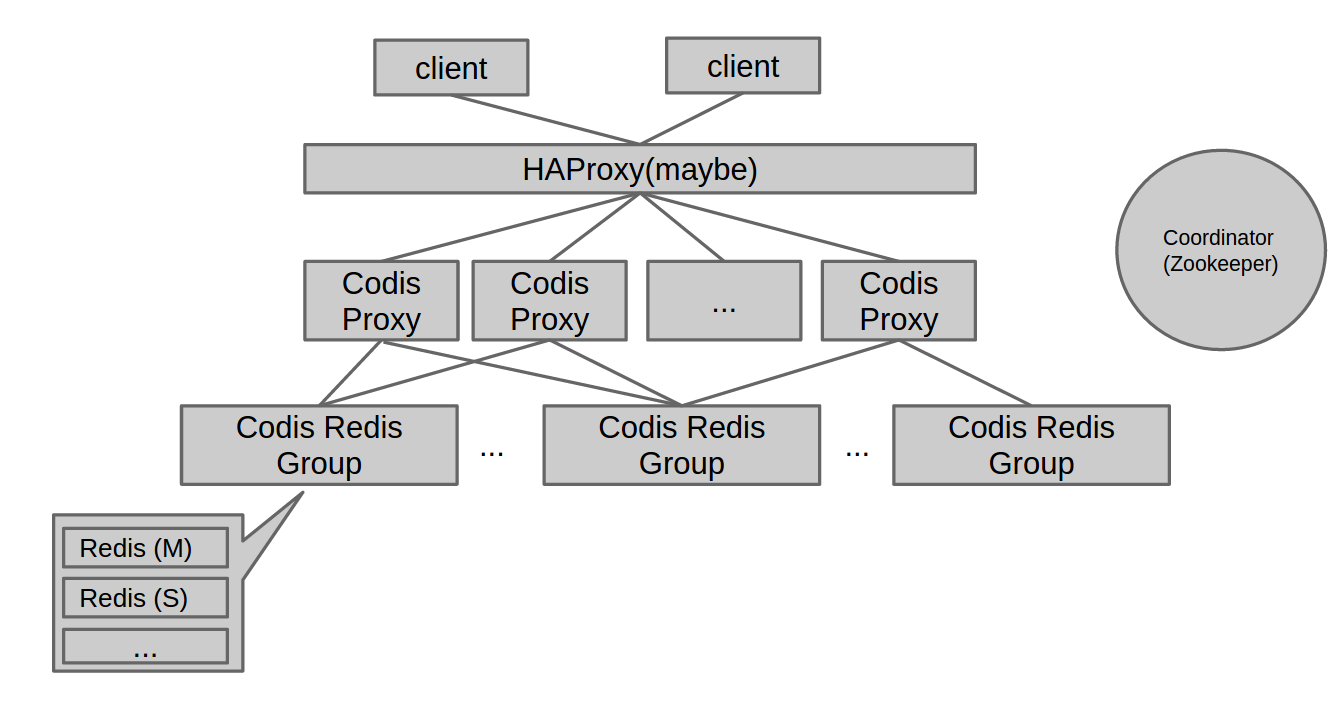 client
client
HAProxy(maybe)
Codis
Proxy
Codis
Proxy
...
Codis
Proxy
Coordinator
(Zookeeper)
Codis Redis
Group
...
Codis Redis
Group
...
Codis Redis
Group
Redis (M)
Redis (S)
...